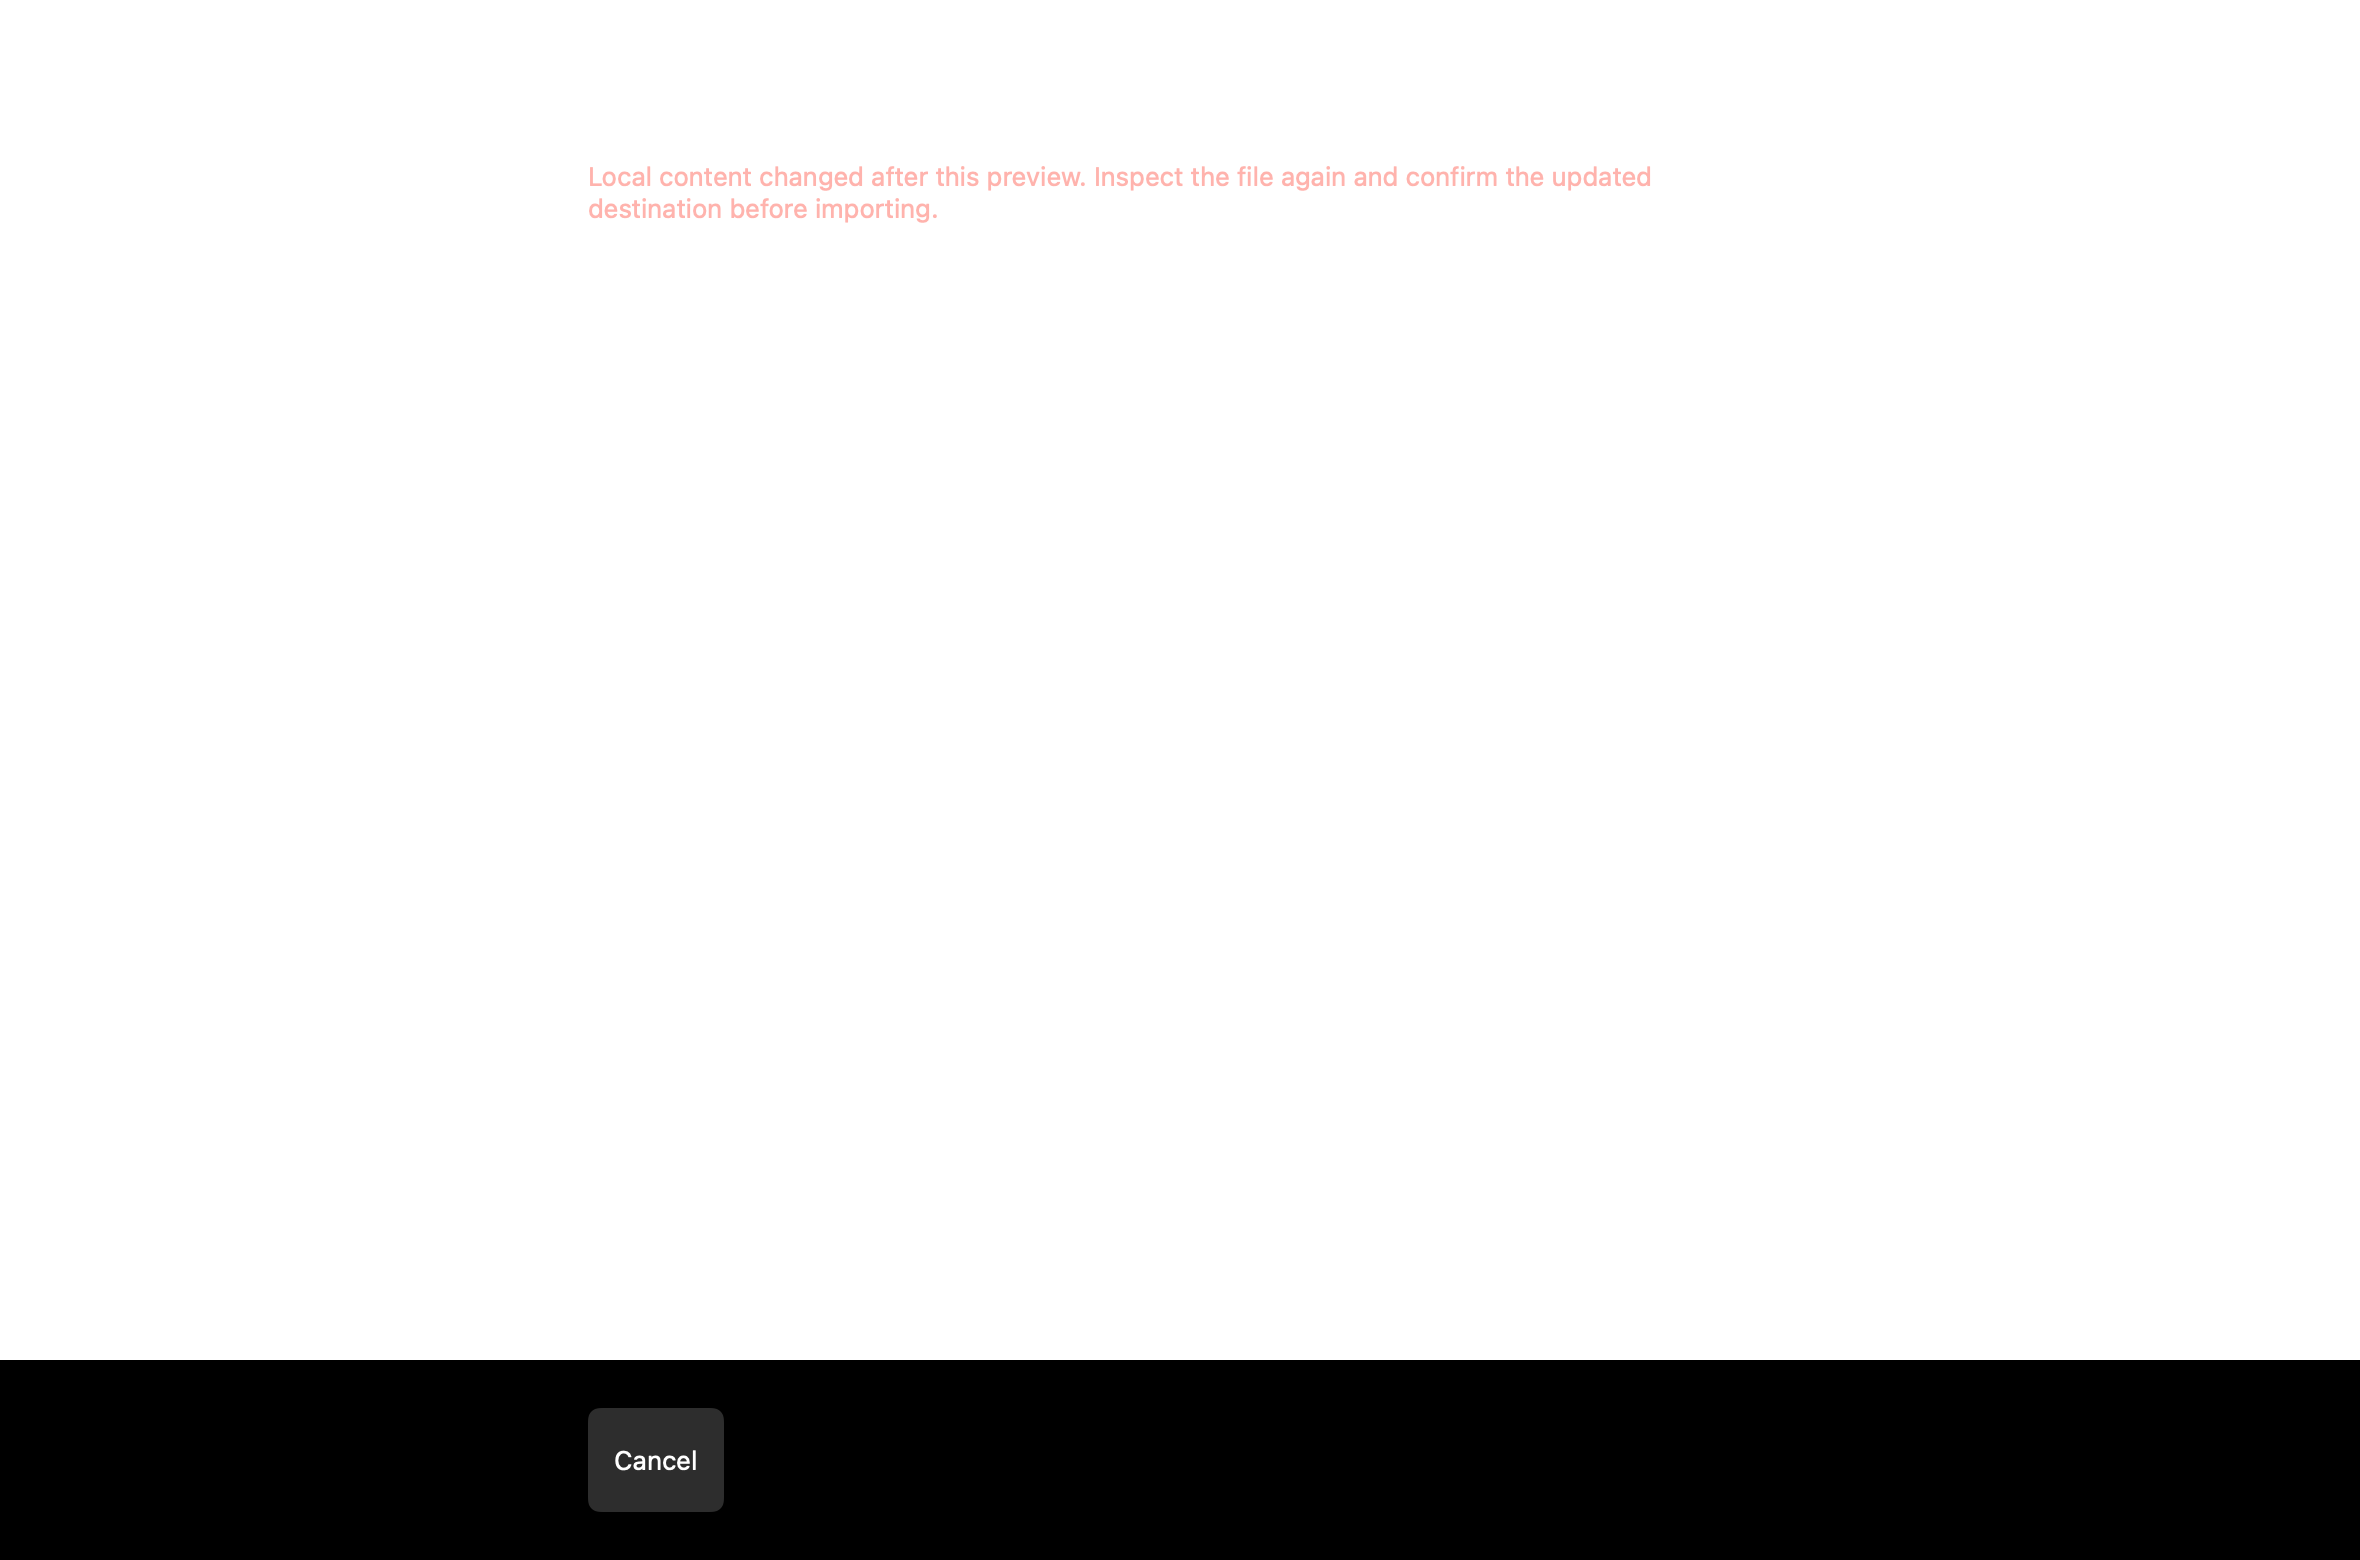 Local content changed after this preview. Inspect the file again and confirm the updated
destination before importing.
Cancel